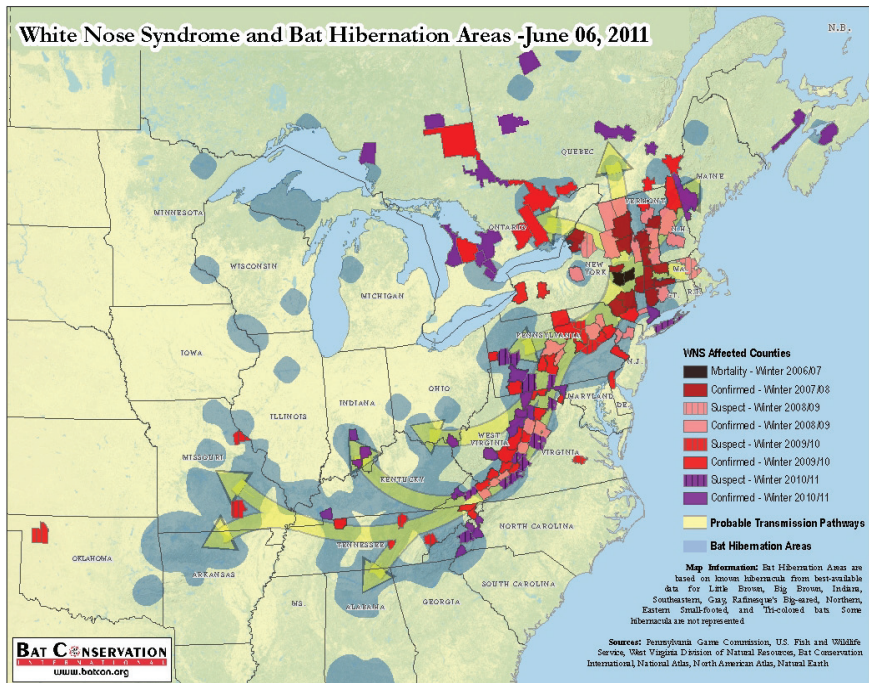 White Nose Syndrome and Bat Hibernation Areas -June 06, 2011
N.B.
QUEBEC
MAINE
MINNESOTA
VERMONT
ONTARIO
N.H.
WISCONSIN
NEW
YORK
MA.
MICHIGAN
R.I.
CT.
IOWA
PENNSYLVANIA
N.J.
OHIO
INDIANA
MARYLAND
ILLINOIS
DE.
WEST
VIRGINIA
MISSOURI
VIRGINIA
KENTUCKY
NORTH CAROLINA
TENNESSEE
OKLAHOMA
ARKANSAS
SOUTH CAROLINA
MS.
ALABAMA
GEORGIA
WNS Affected Counties
Mortality - Winter 2006/07
Confirmed - Winter 2007/08
Suspect - Winter 2008/09
Confirmed - Winter 2008/09
Suspect - Winter 2009/10
Confirmed - Winter 2009/10
Suspect - Winter 2010/11
Confirmed - Winter 2010/11
Probable Transmission Pathways
Bat Hibernation Areas
Map Information: Bat Hibernation Areas are
based on known hibernacula from best-available
data for Little Brown, Big Brown, Indiana,
Southeastern, Gray, Rafinesque's Big-eared, Northern,
Eastern Small-footed, and Tri-colored bats. Some
hibernacula are not represented
Sources: Pennsylvania Game Commission, U.S. Fish and Wildlife
Service, West Virginia Division of Natural Resources, Bat Conservation
International, National Atlas, North American Atlas, Natural Earth
BAT CONSERVATION
INTERNATIONAL
www.batcon.org